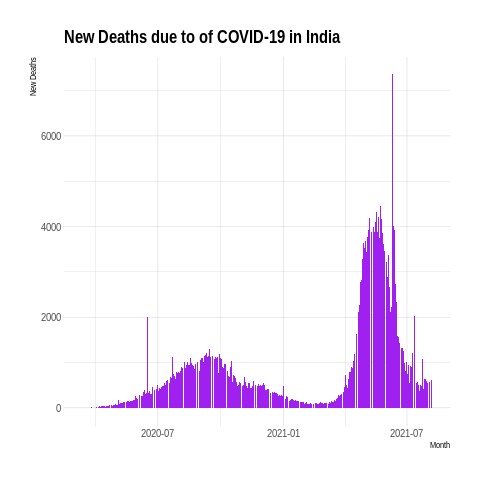 New Deaths due to of COVID-19 in India
New Deaths
6000
4000
2000
0
2020-07
2021-01
2021-07
Month